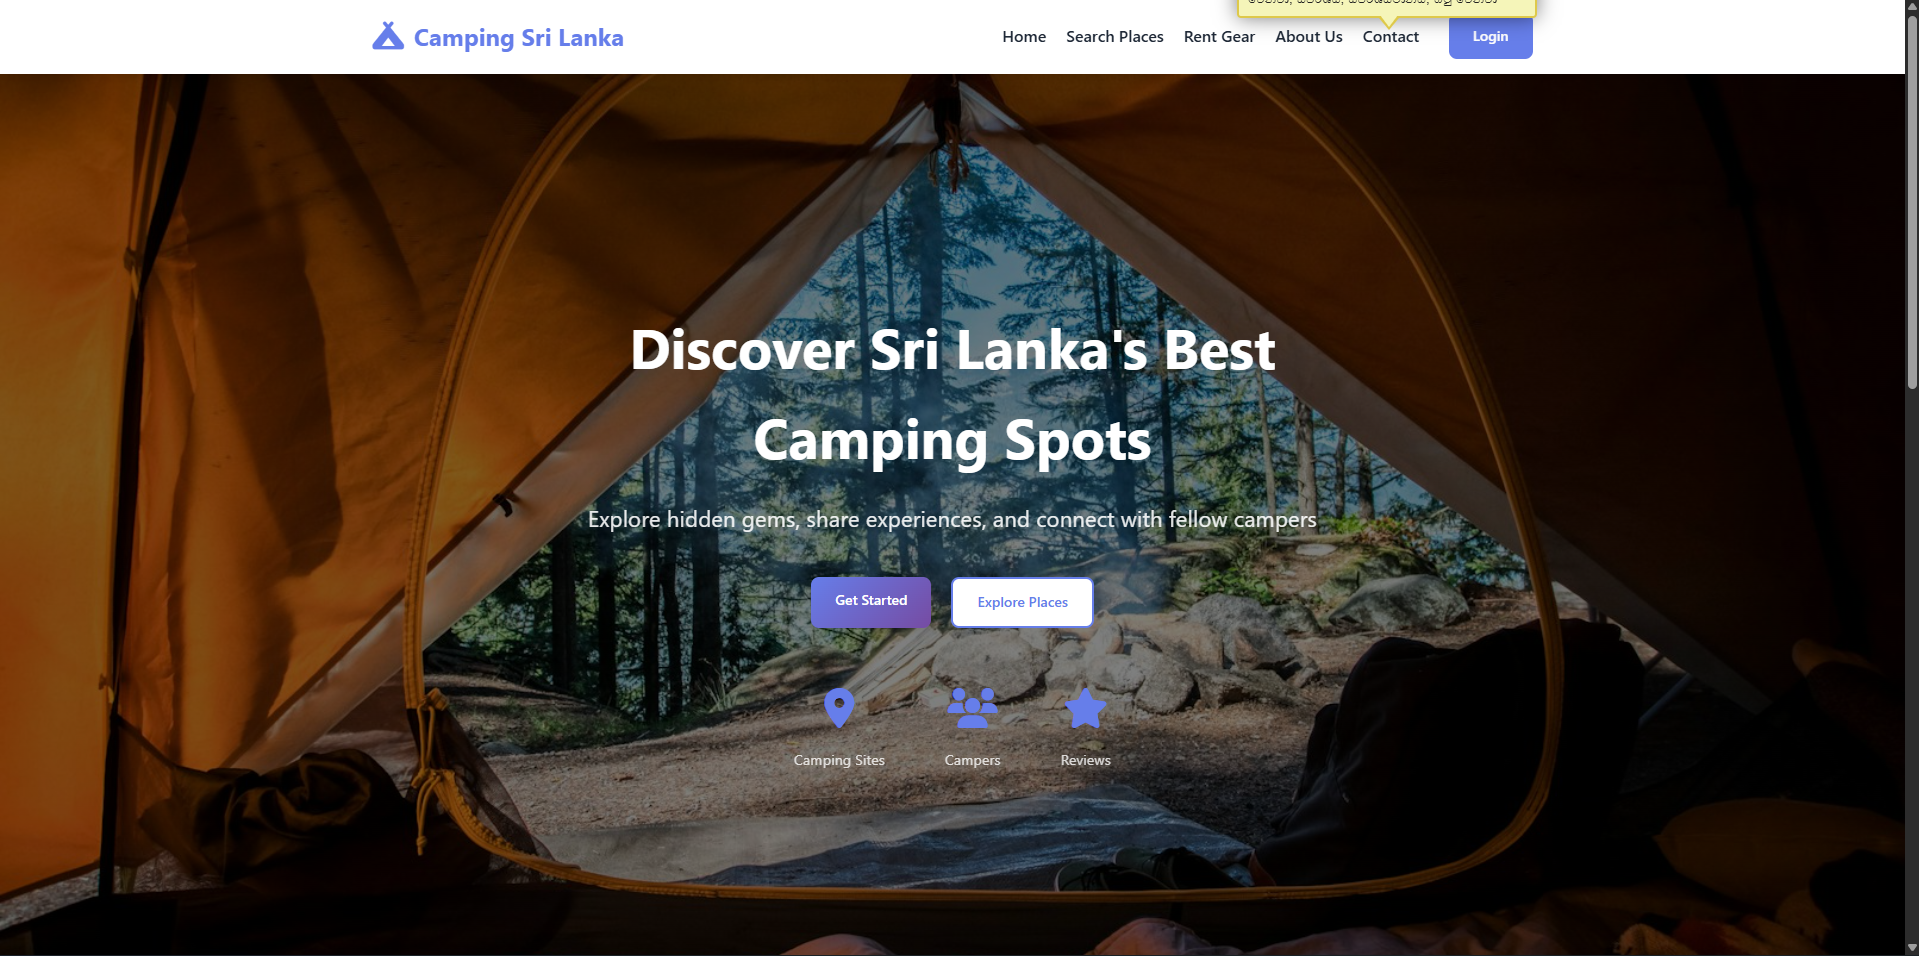 Camping Sri Lanka
Home Search Places Rent Gear About Us Contact Login
Discover Sri Lanka's Best
Camping Spots
Explore hidden gems, share experiences, and connect with fellow campers
Get Started Explore Places
Camping Sites Campers Reviews